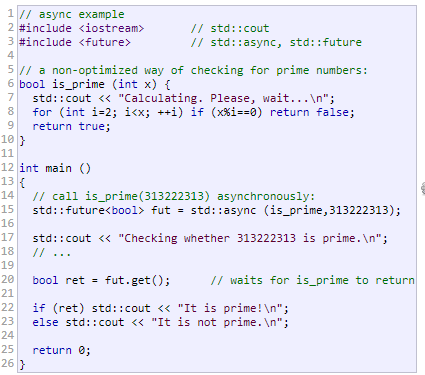 1 // async example
2 #include <iostream>       // std::cout
3 #include <future>         // std::async, std::future
4
5 // a non-optimized way of checking for prime numbers:
6 bool is_prime (int x) {
7   std::cout << "Calculating. Please, wait...\n";
8   for (int i=2; i<x; ++i) if (x%i==0) return false;
9   return true;
10 }
11
12 int main ()
13 {
14   // call is_prime(313222313) asynchronously:
15   std::future<bool> fut = std::async (is_prime,313222313);
16
17   std::cout << "Checking whether 313222313 is prime.\n";
18   // ...
19
20   bool ret = fut.get();      // waits for is_prime to return
21
22   if (ret) std::cout << "It is prime!\n";
23   else std::cout << "It is not prime.\n";
24
25   return 0;
26 }